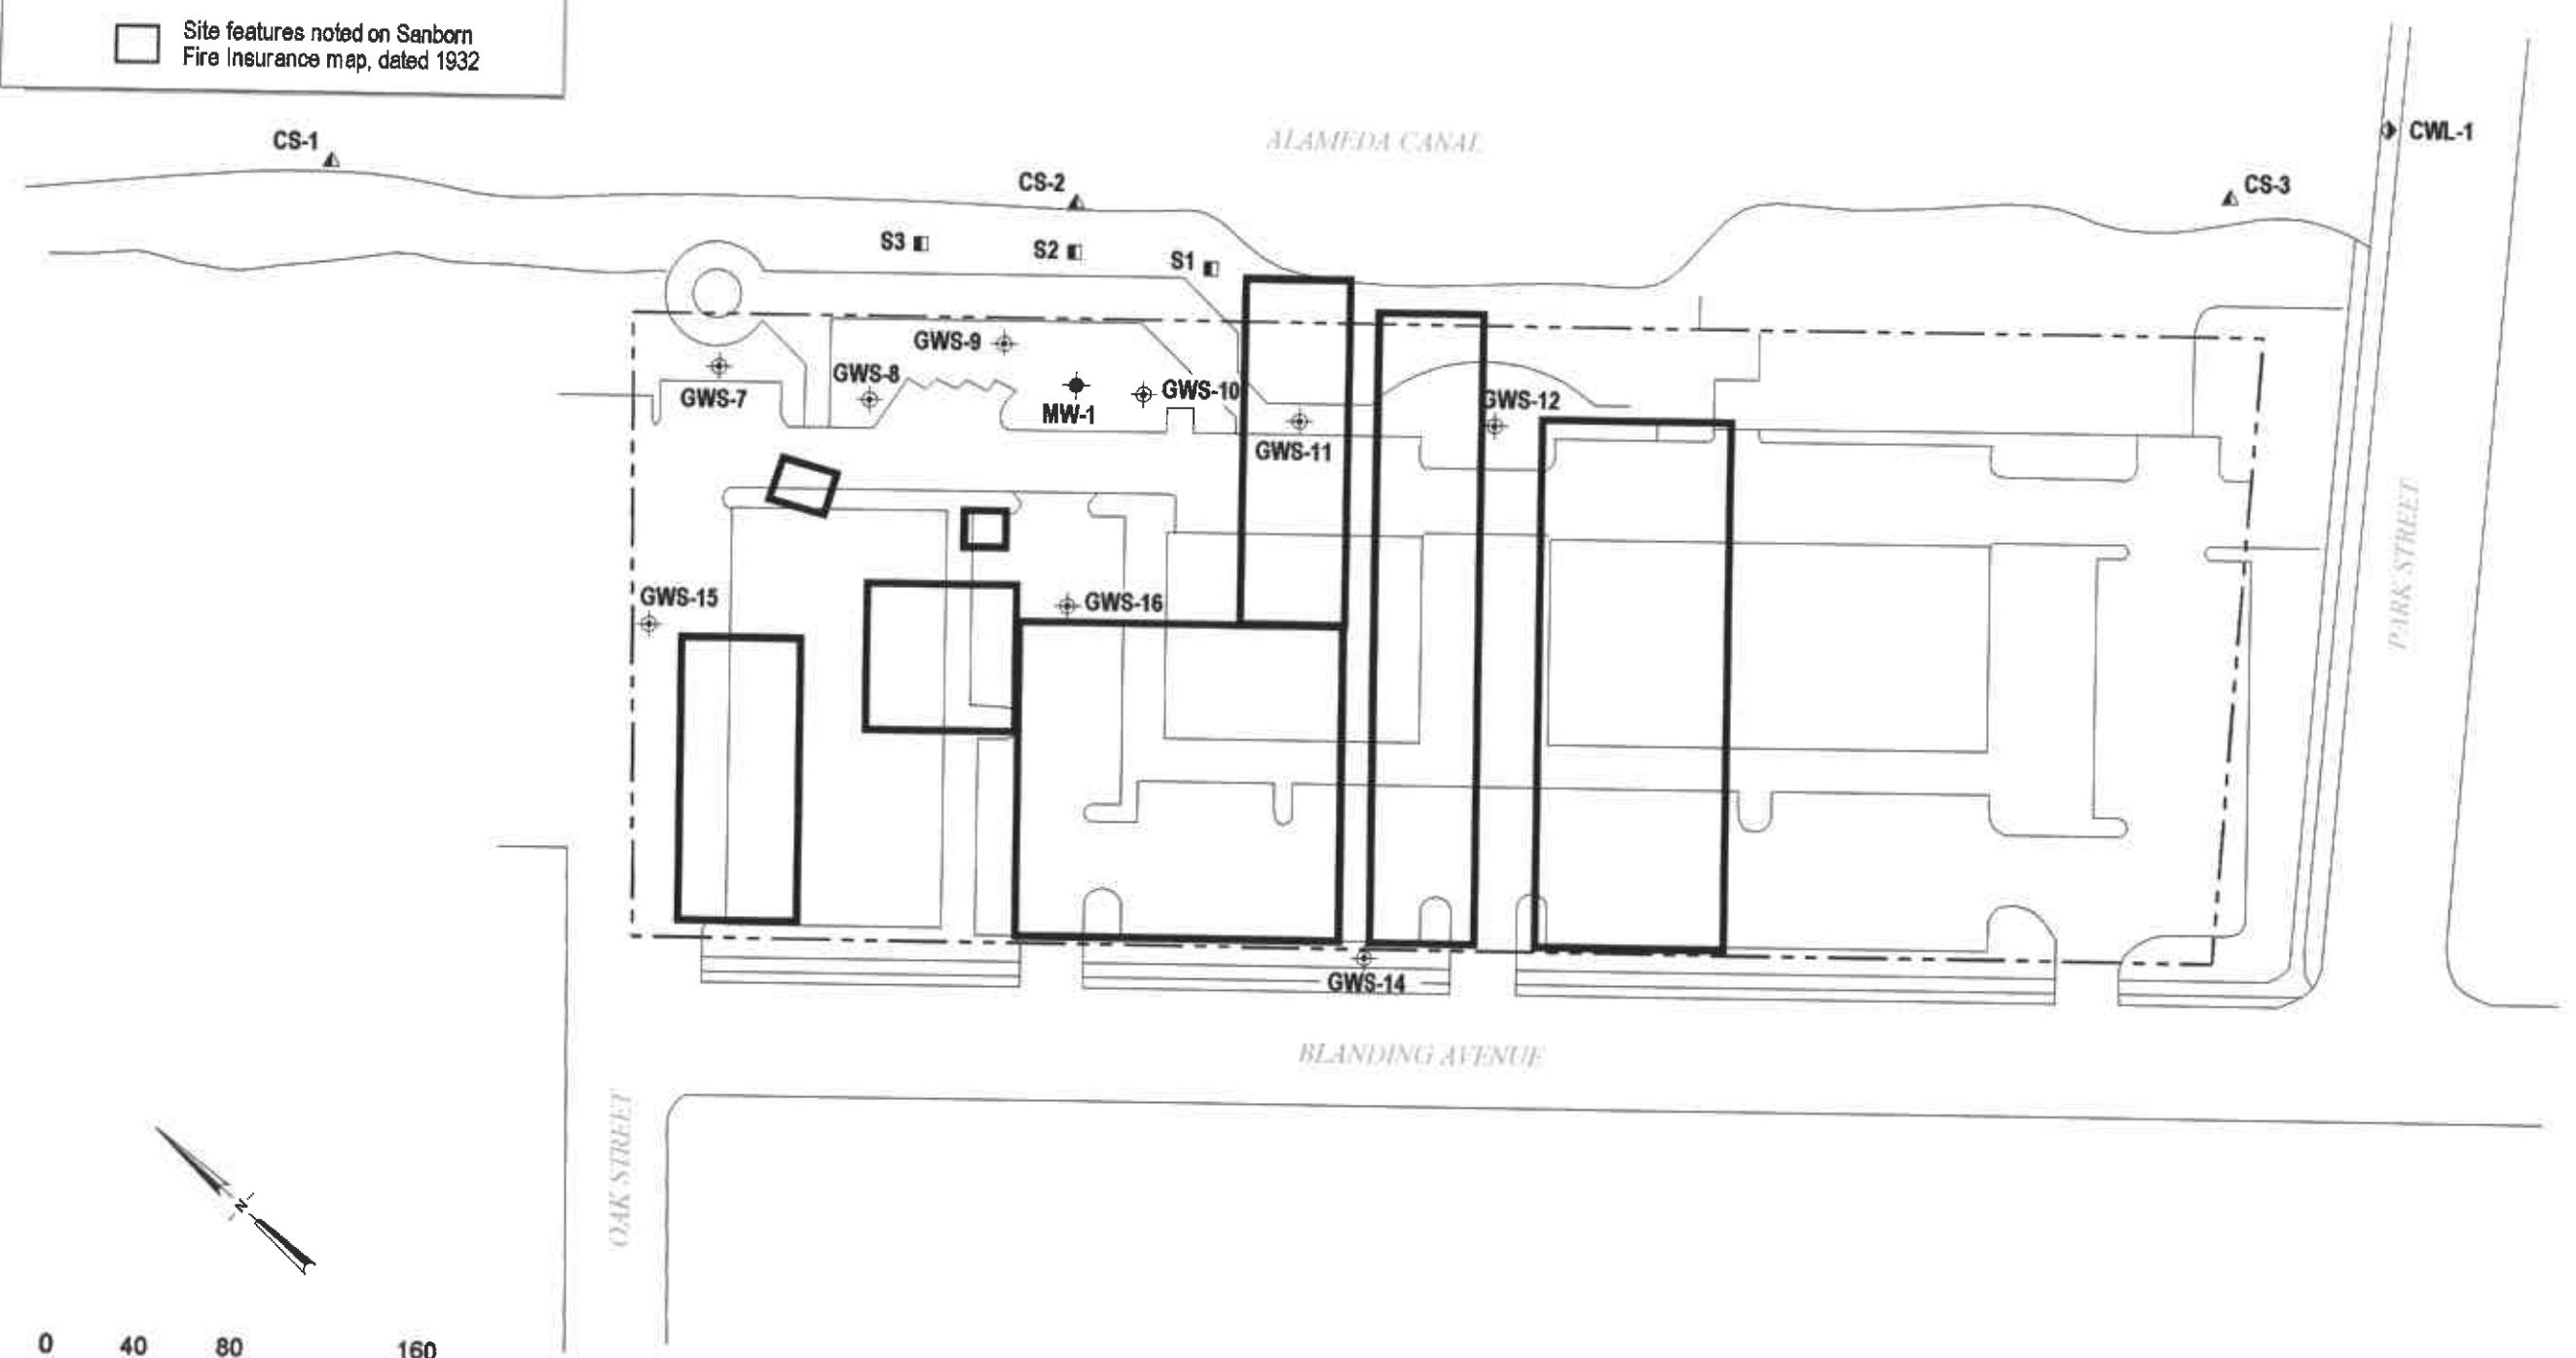 Site features noted on Sanborn
Fire Insurance map, dated 1932
CS-1
ALAMEDA CANAL
CWL-1
CS-2
CS-3
S3
S2
S1
GWS-9
GWS-8
GWS-10
GWS-7
MW-1
GWS-12
GWS-11
PARK STREET
GWS-15
GWS-16
GWS-14
BLANDING AVENUE
OAK STREET
N
0 40 80 160